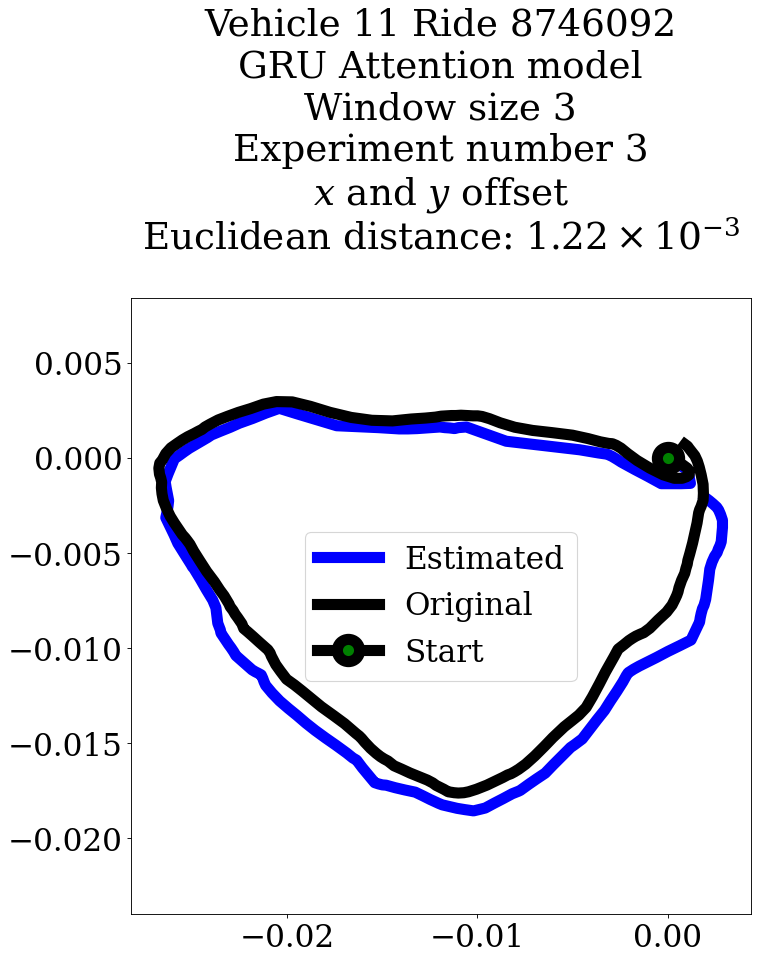 Vehicle 11 Ride 8746092
GRU Attention model
Window size 3
Experiment number 3
x and y offset
Euclidean distance: 1.22 × 10⁻³
0.005
0.000
−0.005
−0.010
−0.015
−0.020
Estimated
Original
Start
−0.02
−0.01
0.00